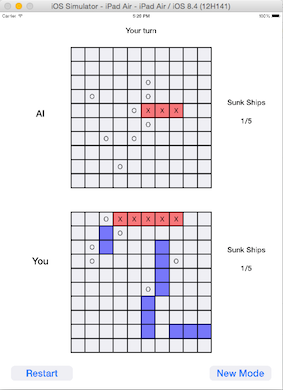 iOS Simulator - iPad Air - iPad Air / iOS 8.4 (12H141)
Carrier 5:26 PM 100%
Your turn
O
O O
O X X X
O
O O
O
AI
Sunk Ships
1/5
O X X X X X
O
O
O O
O
You
Sunk Ships
1/5
Restart
New Mode